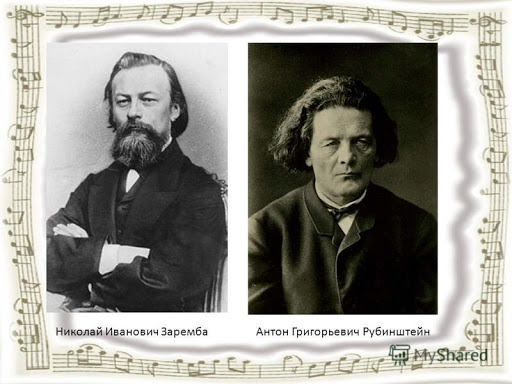 Николай Иванович Заремба
Антон Григорьевич Рубинштейн
MyShared